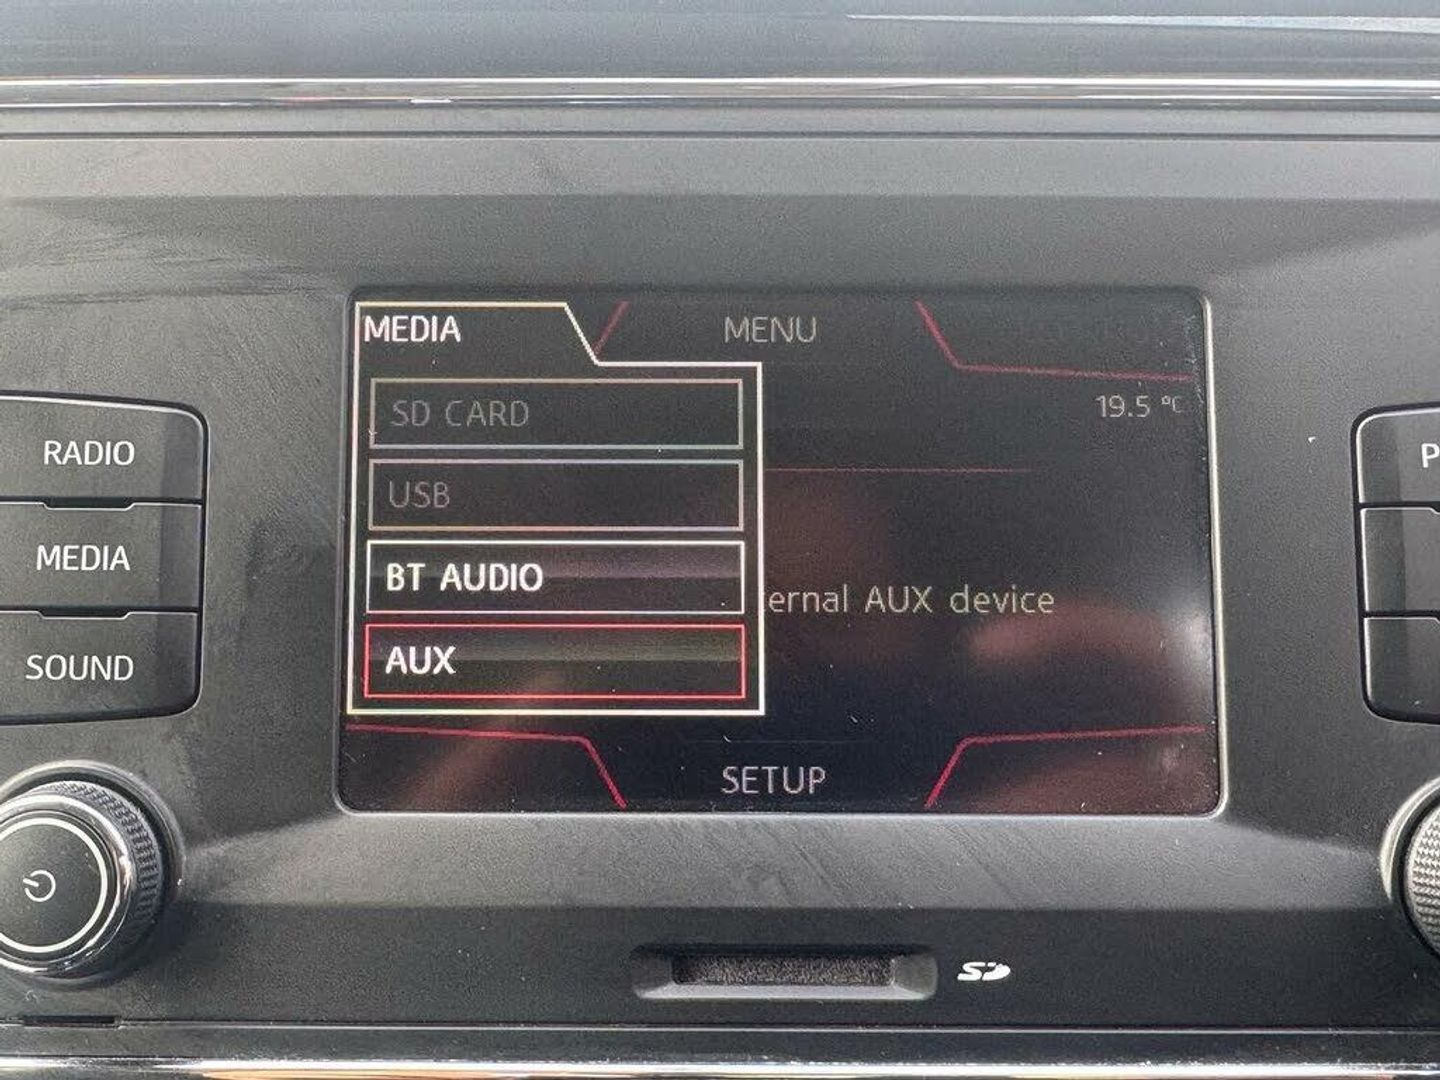 MEDIA
MENU
SD CARD
19.5 °C
USB
BT AUDIO
ernal AUX device
AUX
SETUP
RADIO
MEDIA
SOUND
P
SD